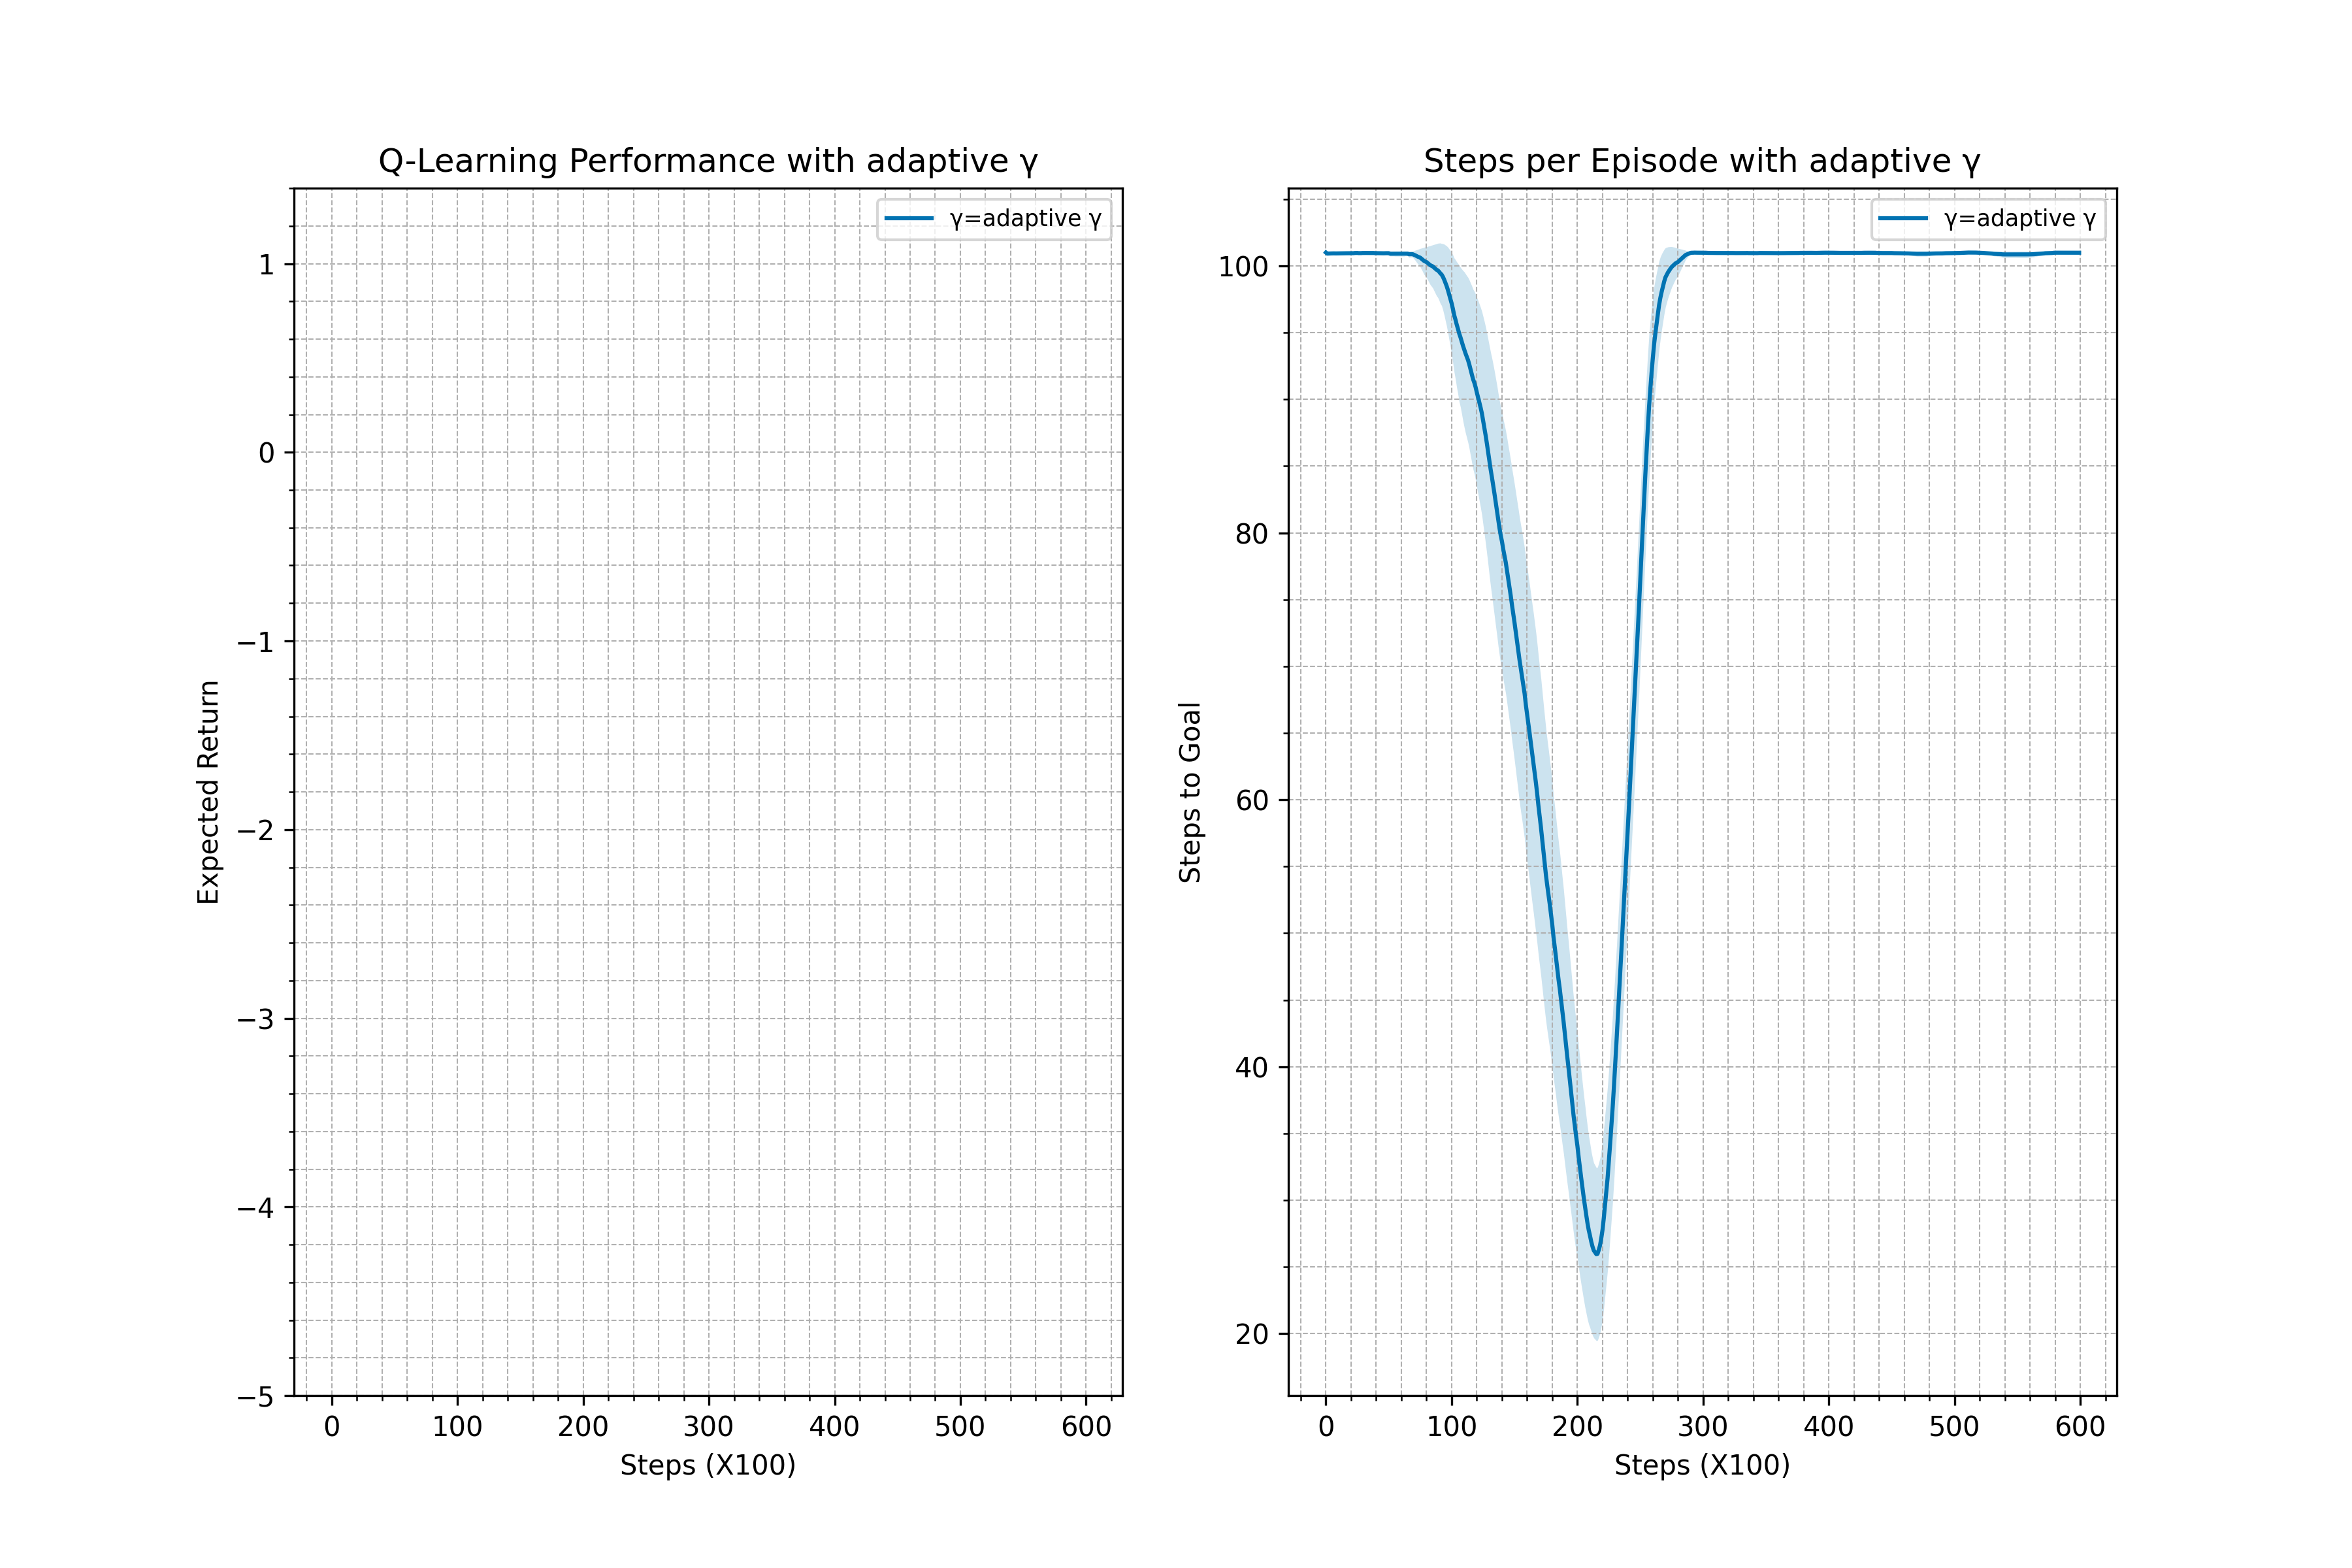 Q-Learning Performance with adaptive γ
γ=adaptive γ
1
0
−1
−2
−3
−4
−5
Expected Return
0 100 200 300 400 500 600
Steps (X100)
Steps per Episode with adaptive γ
γ=adaptive γ
100
80
60
40
20
Steps to Goal
0 100 200 300 400 500 600
Steps (X100)